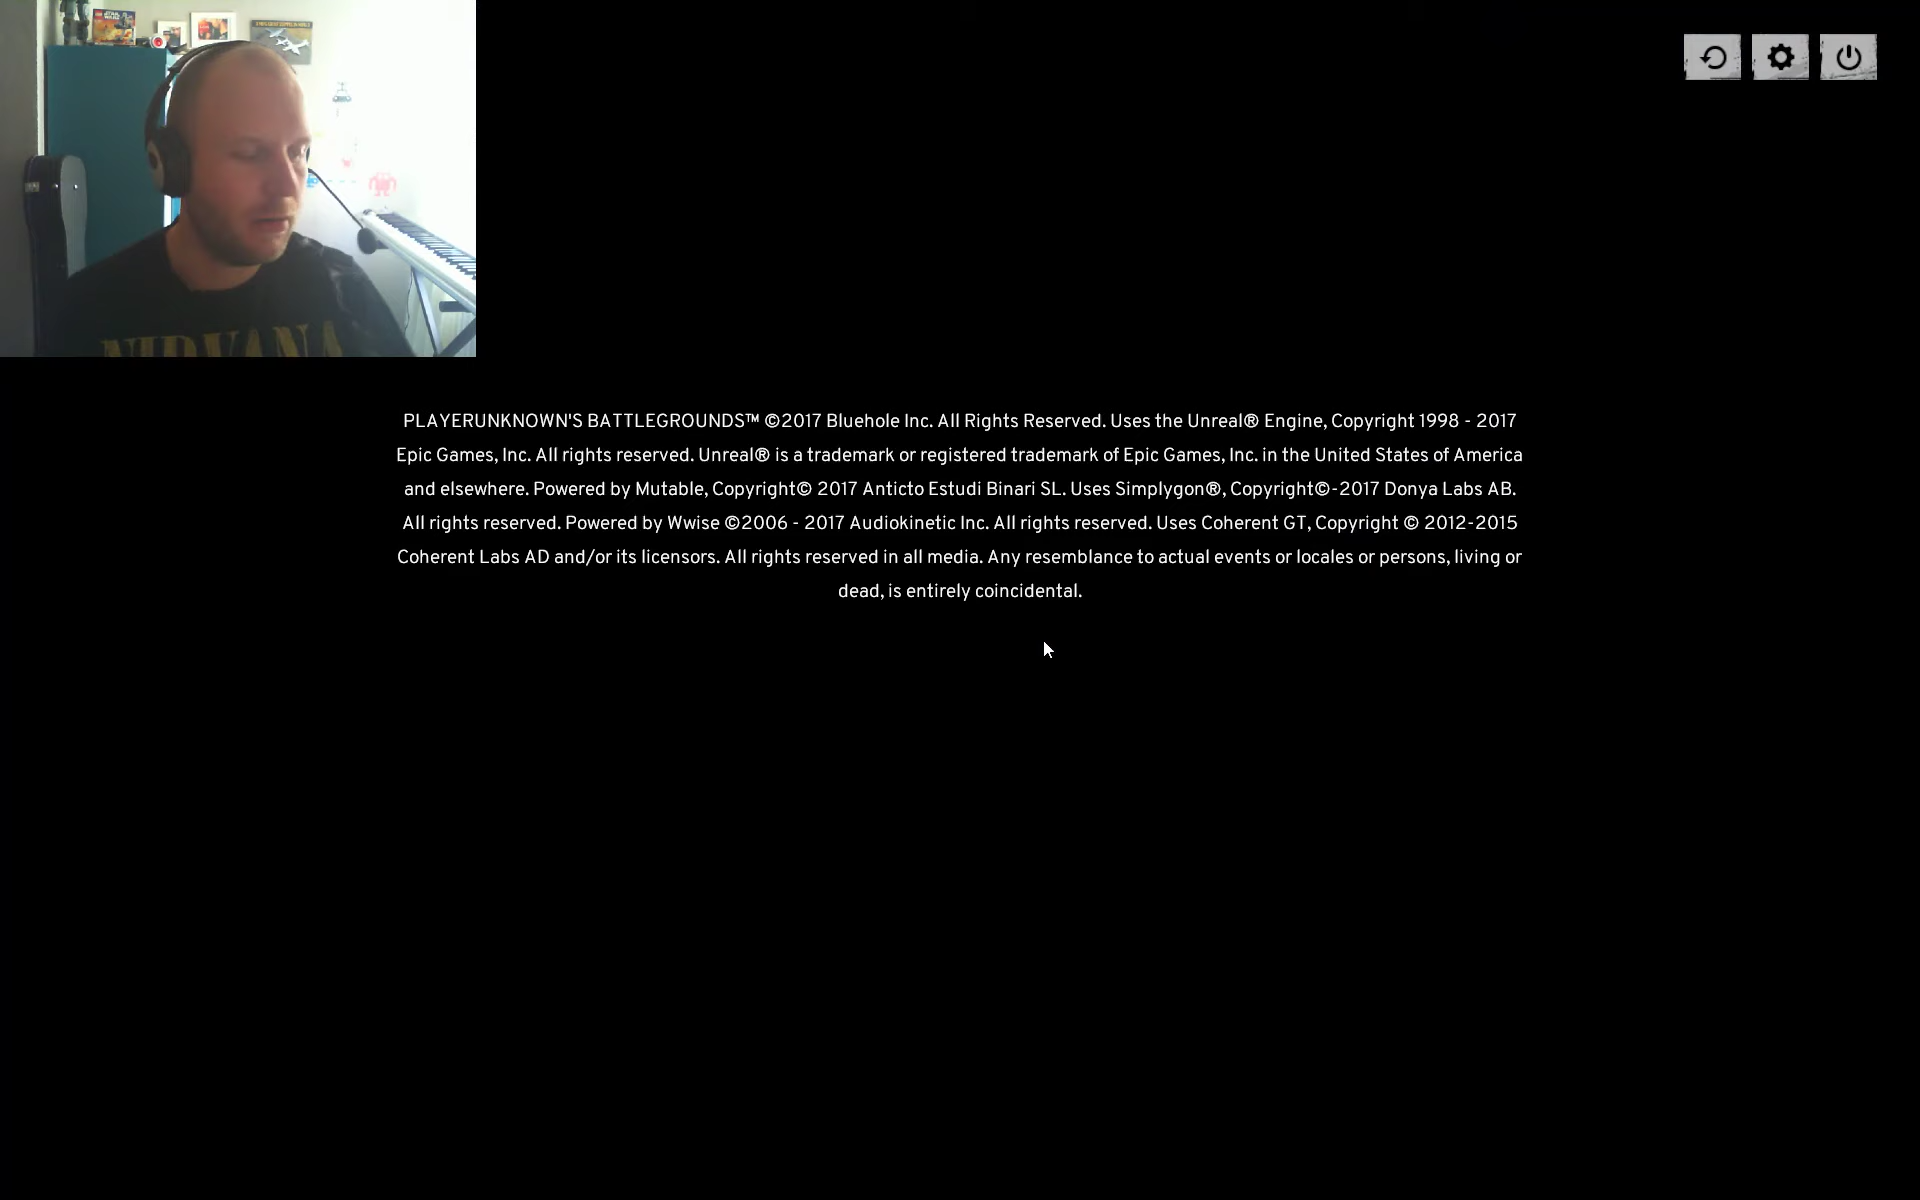 STAR WARS
NIRVANA
PLAYERUNKNOWN'S BATTLEGROUNDS™ ©2017 Bluehole Inc. All Rights Reserved. Uses the Unreal® Engine, Copyright 1998 - 2017
Epic Games, Inc. All rights reserved. Unreal® is a trademark or registered trademark of Epic Games, Inc. in the United States of America
and elsewhere. Powered by Mutable, Copyright© 2017 Anticto Estudi Binari SL. Uses Simplygon®, Copyright©-2017 Donya Labs AB.
All rights reserved. Powered by Wwise ©2006 - 2017 Audiokinetic Inc. All rights reserved. Uses Coherent GT, Copyright © 2012-2015
Coherent Labs AD and/or its licensors. All rights reserved in all media. Any resemblance to actual events or locales or persons, living or
dead, is entirely coincidental.